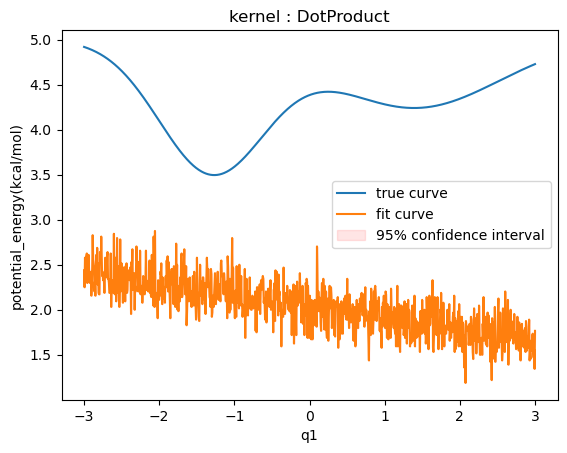 kernel : DotProduct
potential_energy(kcal/mol)
5.0
4.5
4.0
3.5
3.0
2.5
2.0
1.5
true curve
fit curve
95% confidence interval
−3
−2
−1
0
1
2
3
q1